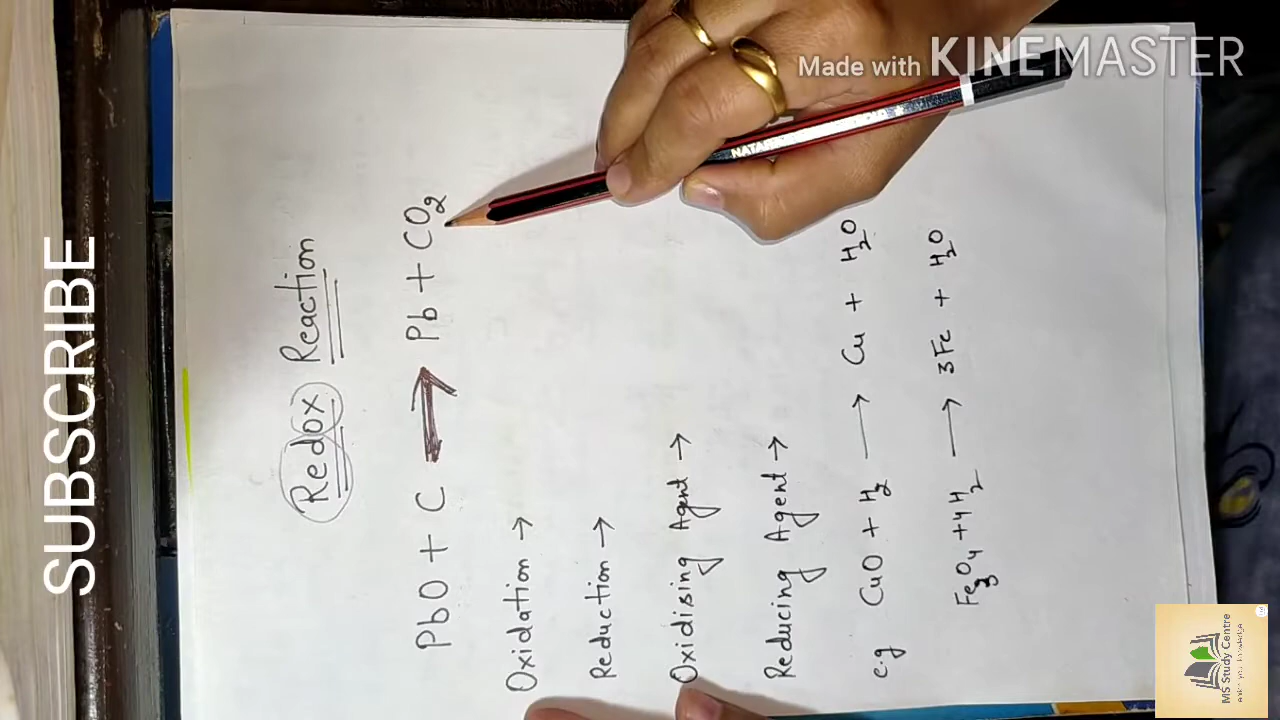 SUBSCRIBE
Made with KINEMASTER
Redox Reaction
PbO + C → Pb + CO₂
Oxidation →
Reduction →
Oxidising Agent →
Reducing Agent →
e.g CuO + H₂ → Cu + H₂O
Fe₃O₄ + 4H₂ → 3Fe + H₂O
NATAR
MS Study Centre